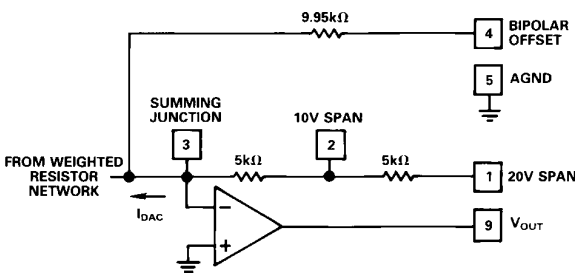 9.95kΩ
4
BIPOLAR
OFFSET
5
AGND
SUMMING
JUNCTION
3
10V SPAN
2
FROM WEIGHTED
RESISTOR
NETWORK
5kΩ
5kΩ
1
20V SPAN
IDAC
−
+
9
VOUT